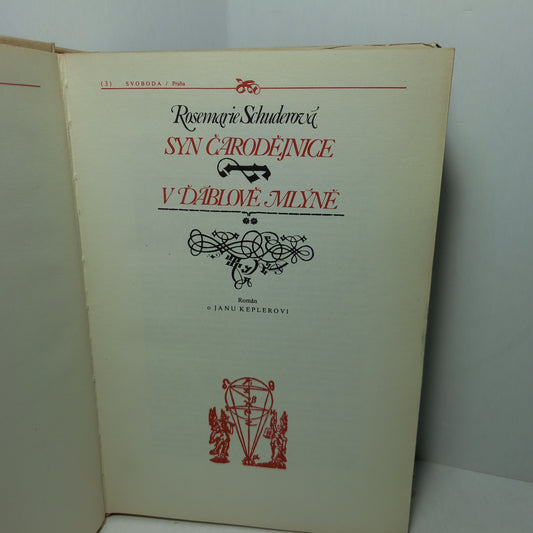 (3) SVOBODA / Praha
Rosemarie Schuderová
SYN ČARODĚJNICE
V ĎÁBLOVĚ MLÝNĚ
**
Román
o JANU KEPLEROVI